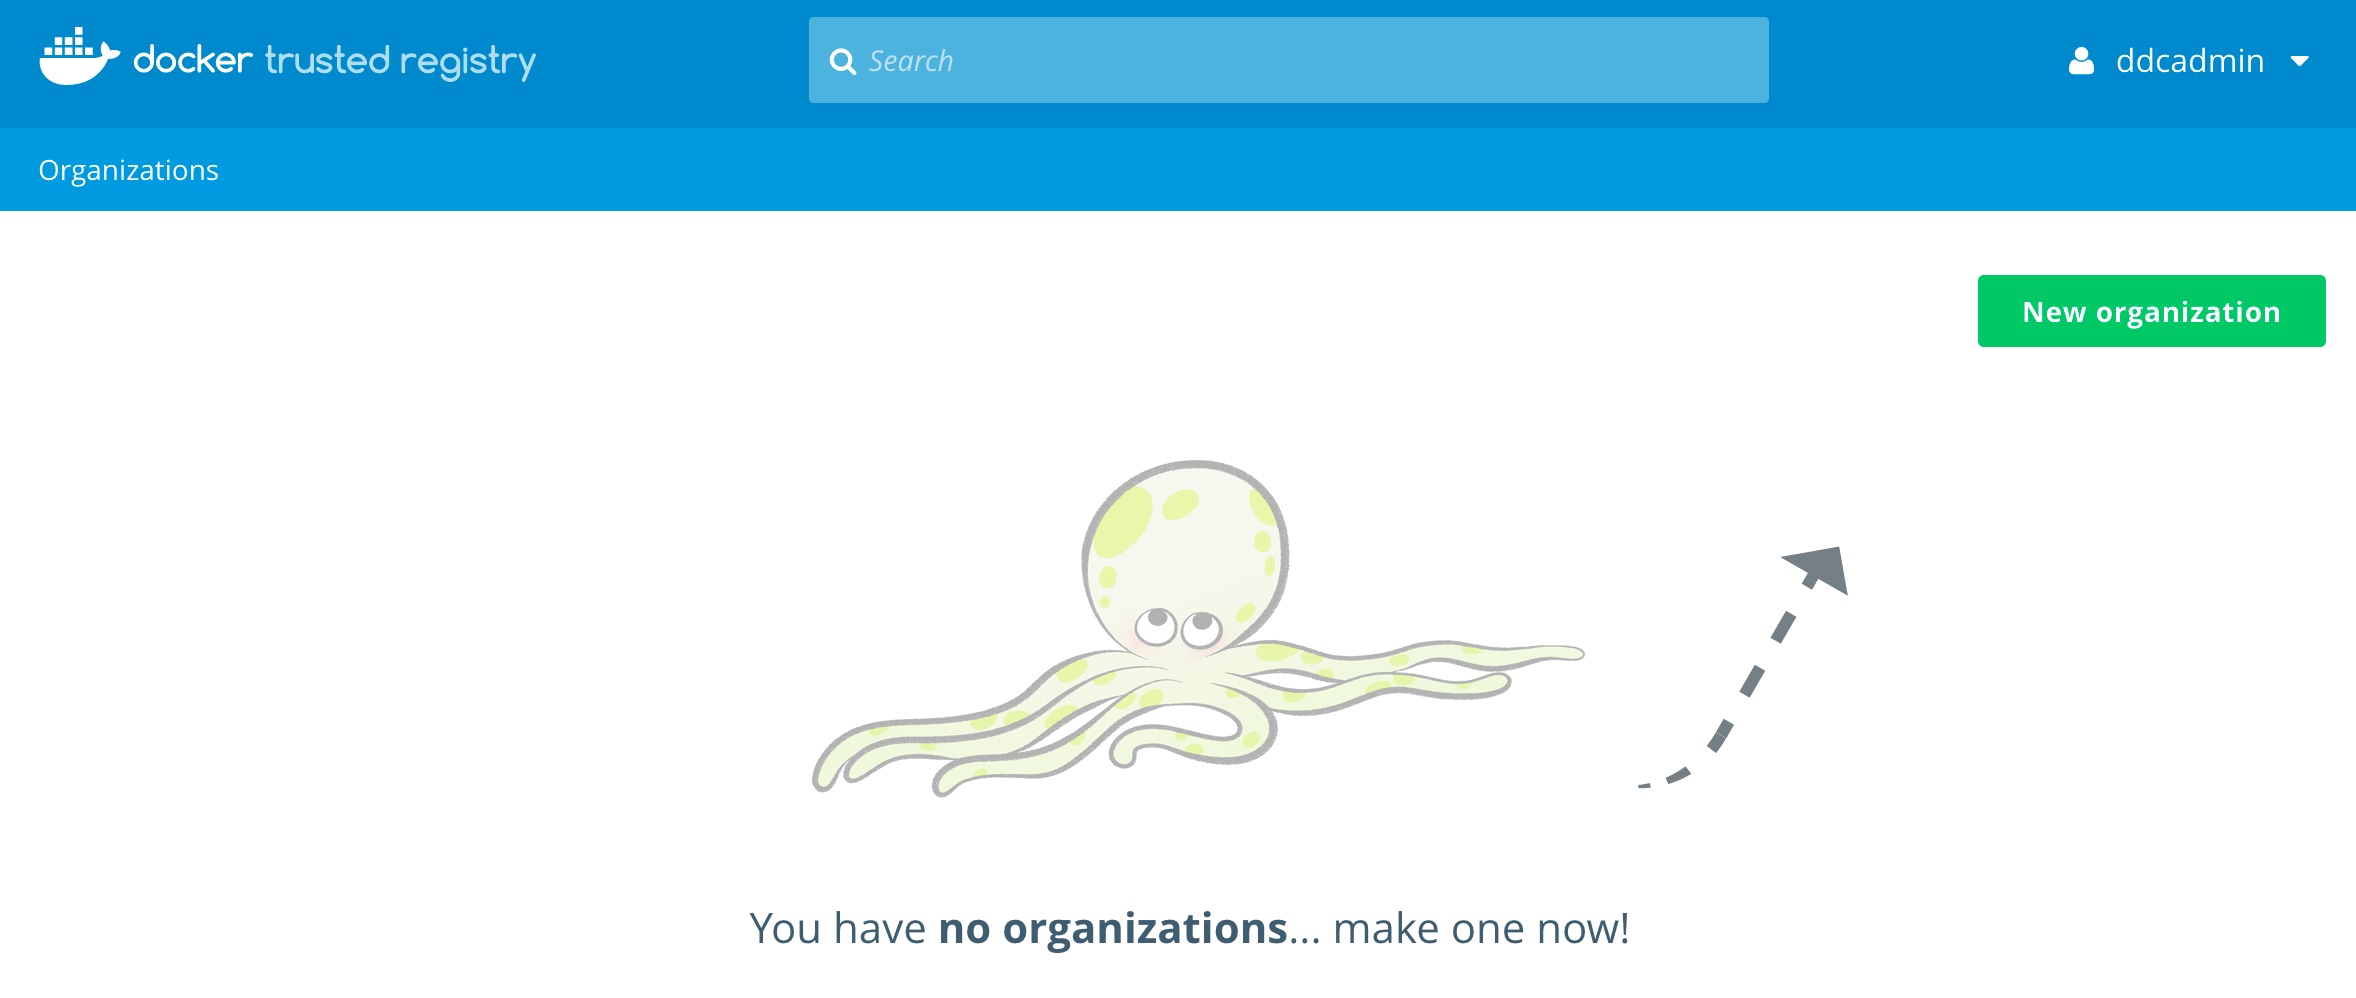 docker trusted registry
Search
ddcadmin
Organizations
New organization
You have no organizations... make one now!